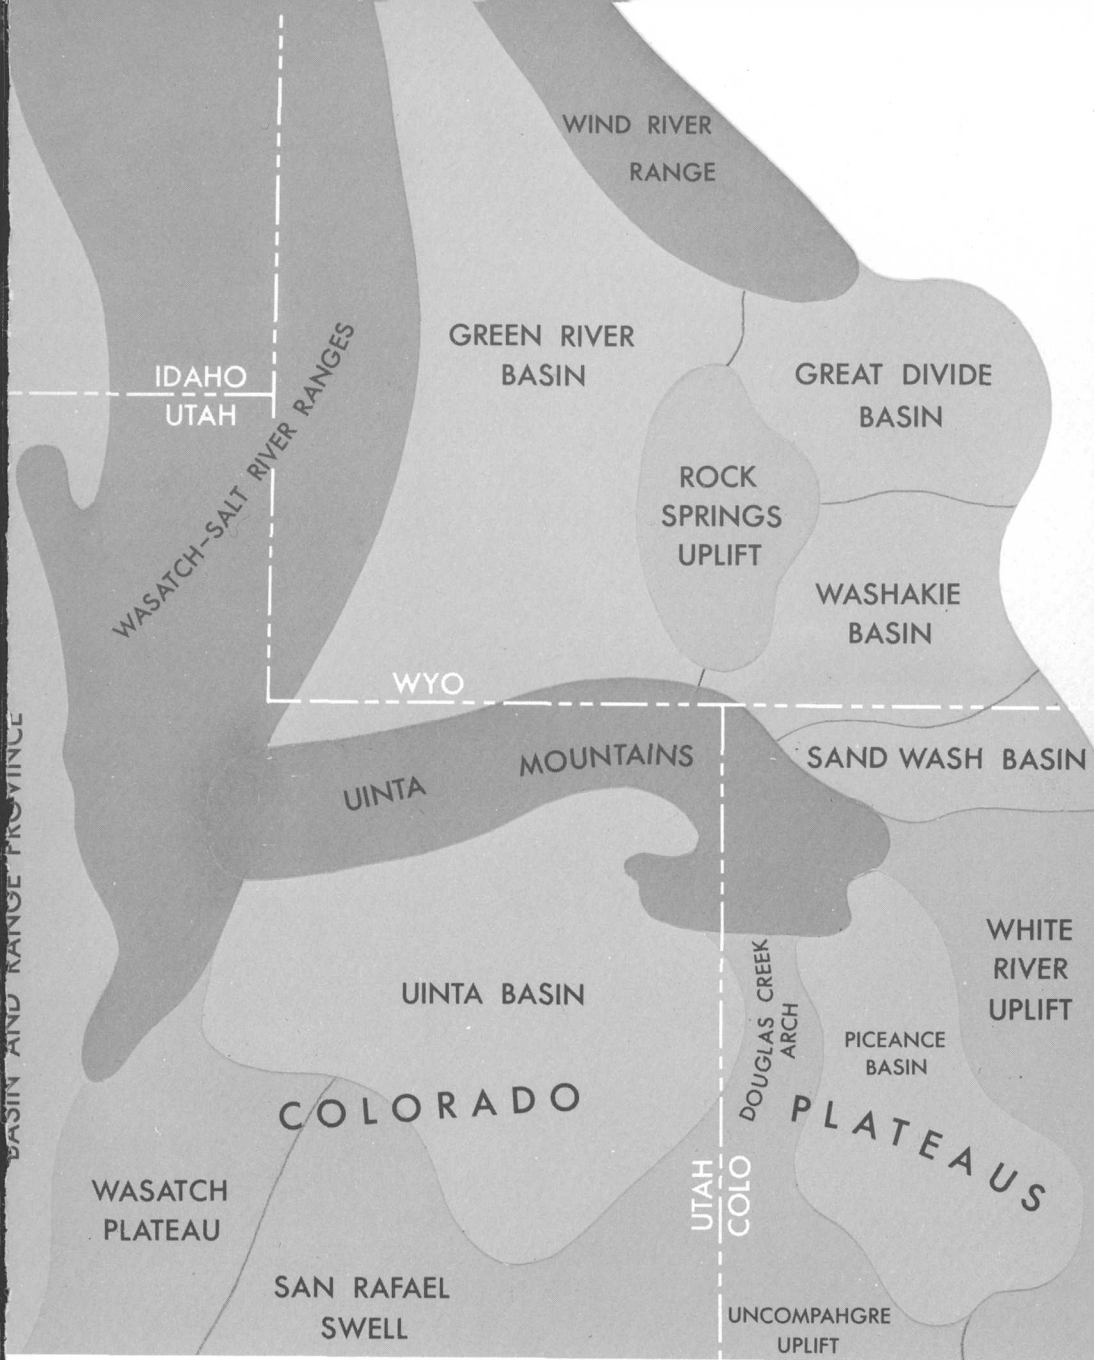 WIND RIVER
RANGE
GREEN RIVER
BASIN
GREAT DIVIDE
BASIN
IDAHO
UTAH
WASATCH-SALT RIVER RANGES
ROCK
SPRINGS
UPLIFT
WASHAKIE
BASIN
WYO
UINTA MOUNTAINS
SAND WASH BASIN
BASIN AND RANGE PROVINCE
WHITE
RIVER
UPLIFT
UINTA BASIN
DOUGLAS CREEK
ARCH
PICEANCE
BASIN
COLORADO PLATEAUS
WASATCH
PLATEAU
UTAH
COLO
SAN RAFAEL
SWELL
UNCOMPAHGRE
UPLIFT